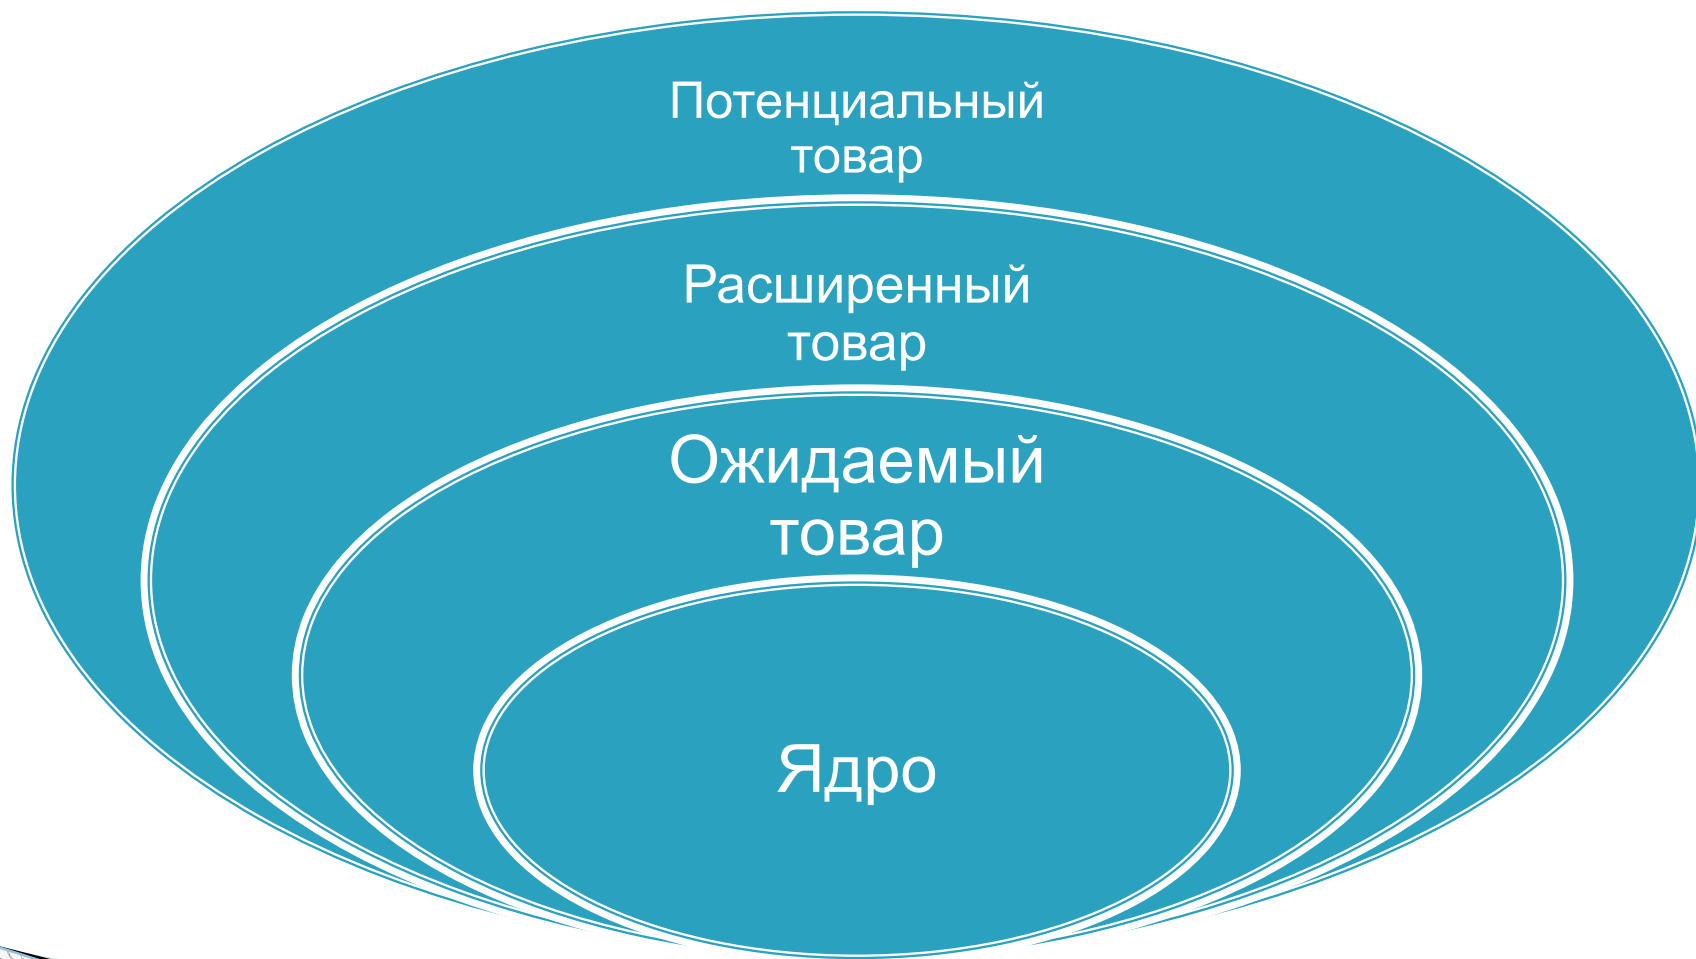 Потенциальный
товар
Расширенный
товар
Ожидаемый
товар
Ядро